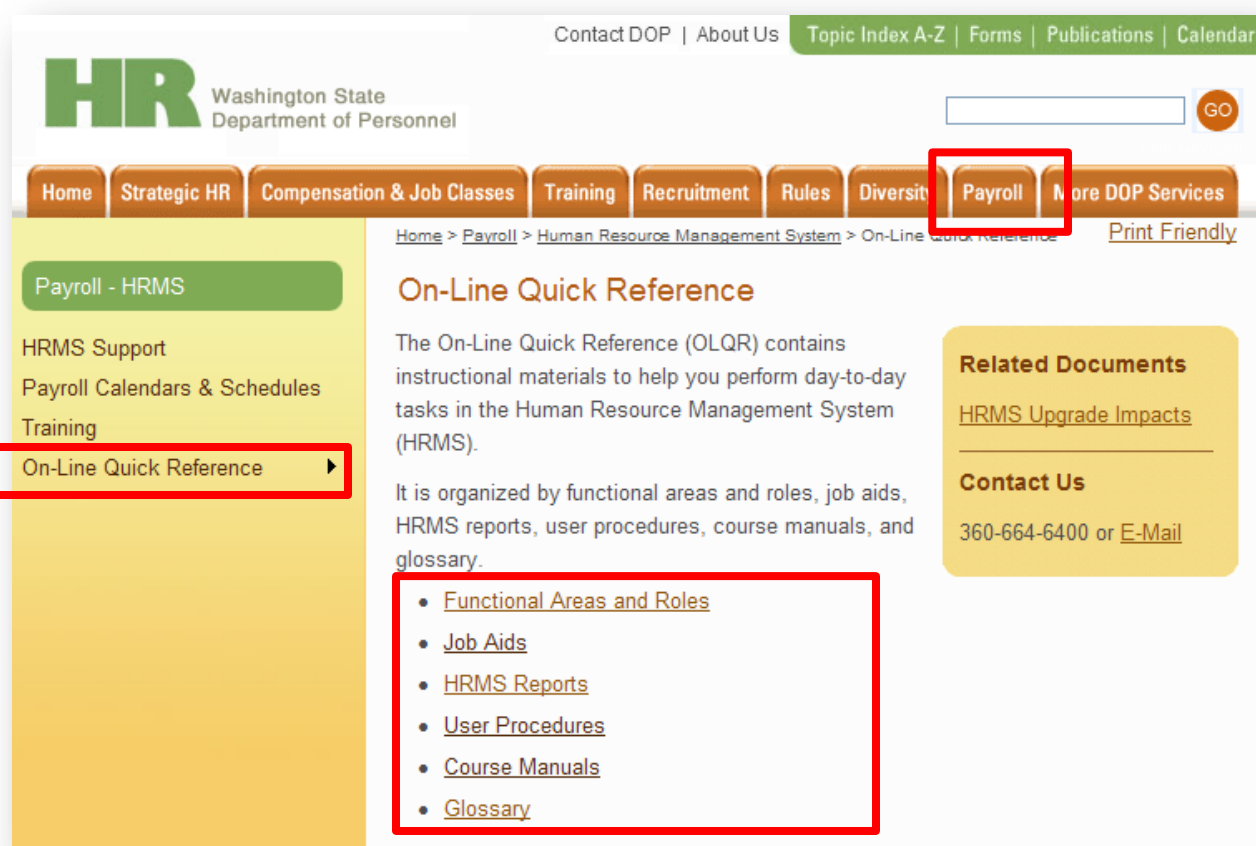 Contact DOP | About Us Topic Index A-Z | Forms | Publications | Calendar
HR Washington State
Department of Personnel
GO
Home Strategic HR Compensation & Job Classes Training Recruitment Rules Diversity Payroll More DOP Services
Home > Payroll > Human Resource Management System > On-Line Quick Reference Print Friendly
Payroll - HRMS
HRMS Support
Payroll Calendars & Schedules
Training
On-Line Quick Reference
On-Line Quick Reference
The On-Line Quick Reference (OLQR) contains
instructional materials to help you perform day-to-day
tasks in the Human Resource Management System
(HRMS).
It is organized by functional areas and roles, job aids,
HRMS reports, user procedures, course manuals, and
glossary.
• Functional Areas and Roles
• Job Aids
• HRMS Reports
• User Procedures
• Course Manuals
• Glossary
Related Documents
HRMS Upgrade Impacts
Contact Us
360-664-6400 or E-Mail